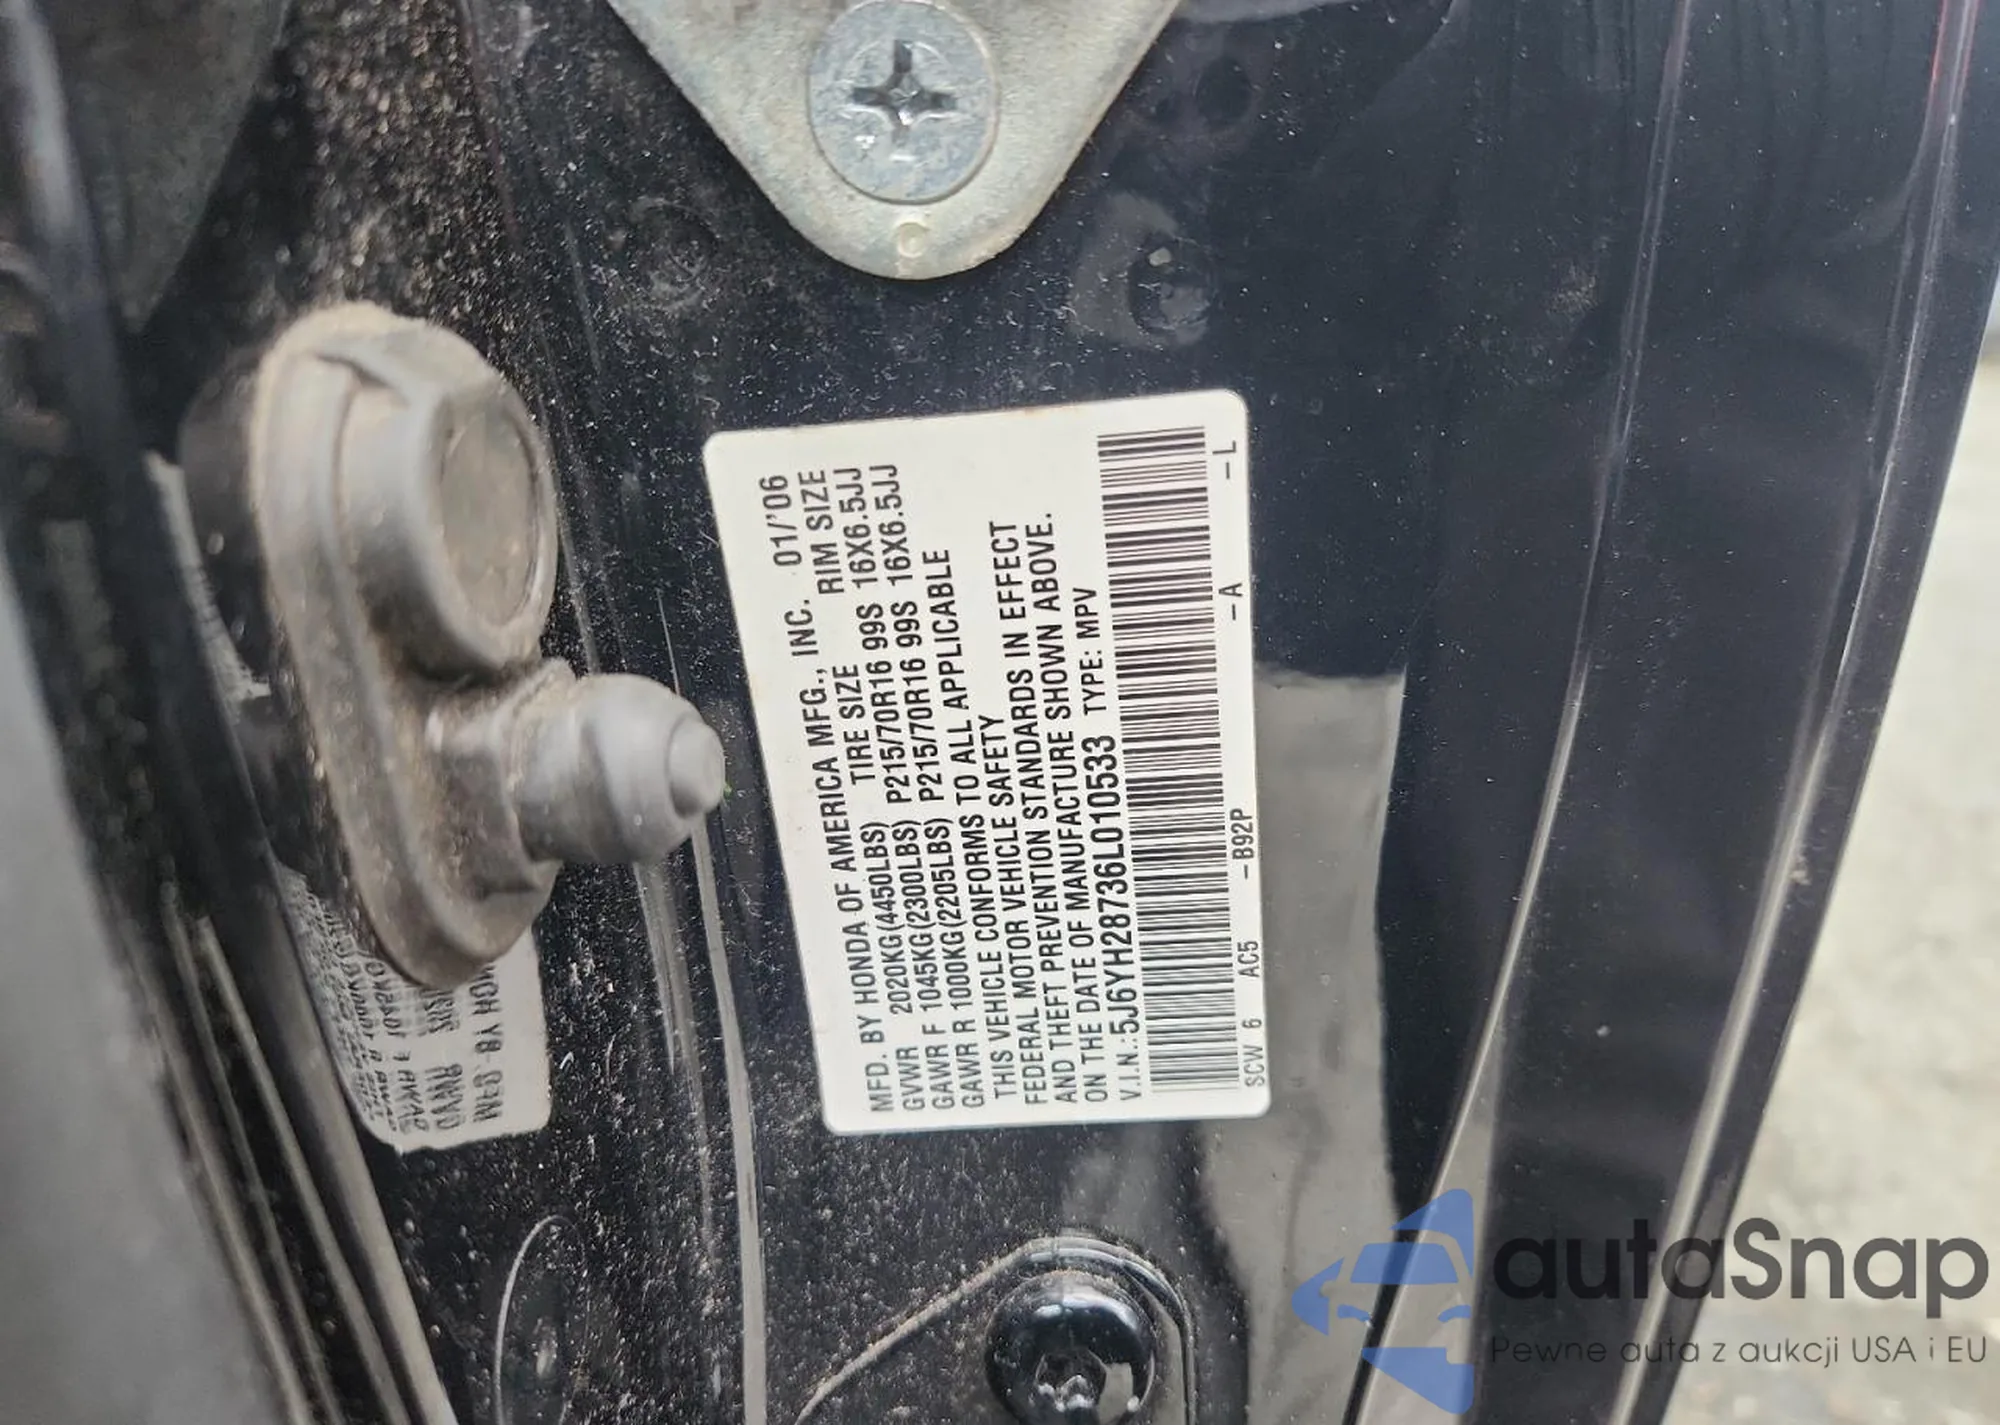 MFD. BY HONDA OF AMERICA MFG., INC. 01/'06
TIRE SIZE RIM SIZE
GVWR 2020KG(4450LBS) P215/70R16 99S 16X6.5JJ
GAWR F 1045KG(2300LBS) P215/70R16 99S 16X6.5JJ
GAWR R 1000KG(2205LBS) TO ALL APPLICABLE
THIS VEHICLE CONFORMS
FEDERAL MOTOR VEHICLE SAFETY
AND THEFT PREVENTION STANDARDS IN EFFECT
ON THE DATE OF MANUFACTURE SHOWN ABOVE.
V.I.N.:5J6YH28736L010533 TYPE: MPV
SCW 6 AC5 -B92P -A -L
autaSnap
Pewne auta z aukcji USA i EU